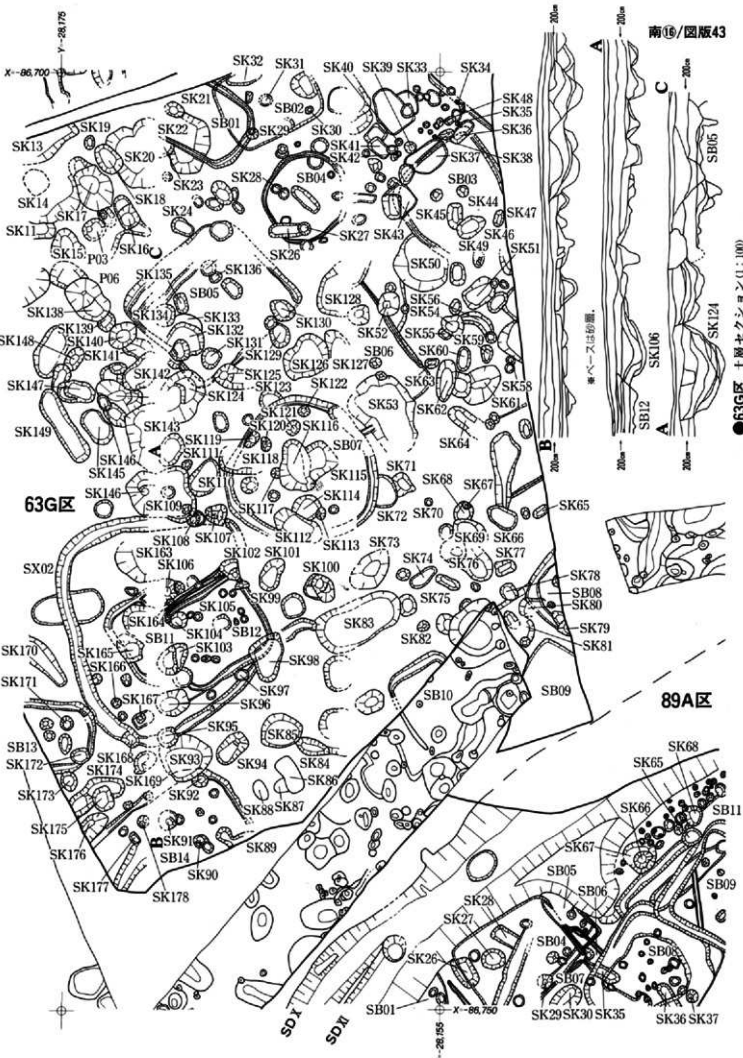 南⑯/図版43
Y--28,175
X--86,700
SK32
SK31
SK40
SK39
SK33
SK34
SK21
SB01
SB02
SK48
SK35
SK36
SK19
SK22
SK29
SK30
SK13
SK20
SK41
SK42
SK37
SK38
SK23
SK28
SB04
SB03
SK14
SK18
SK44
SK17
SK24
SK45
SK47
SK11
SK27
SK43
SK46
SK15
P03
SK16
SK26
SK49
SK51
P06
C
SK50
SK135
SK136
SB05
SK128
SK56
SK138
SK134
SK133
SK54
SK139
SK132
SK130
SK52
SK55
SK59
SK148
SK140
SK131
SK127
SK60
SK141
SK129
SK126
SB06
SK142
SK125
SK63
SK58
SK147
SK124
SK123
SK122
SK62
SK61
SK121
SK53
SK149
SK143
SK119
SK120
SK116
SK64
SK145
A
SK111
SK118
SB07
SK146
SK146
SK11
SK115
SK71
SK68
SK67
63G区
SK109
SK117
SK114
SK72
SK70
SK65
SK108
SK107
SK112
SK113
SK69
SK66
SX02
SK163
SK102
SK101
SK73
SK76
SK77
SK106
SK100
SK74
SK78
SK105
SK99
SK75
SB08
SK164
SK104
SB12
SK83
SK80
SK170
SB11
SK103
SK82
SK79
SK165
SK98
SK81
SK166
SK171
SK97
SB10
SB09
SK167
SK96
SK95
SK85
89A区
SB13
SK168
SK93
SK94
SK84
SK172
SK174
SK169
SK86
SK173
SK92
SK88
SK87
SK175
B
SK91
SK89
SK176
SB14
SK90
SK177
SK178
SK65
SK68
SK66
SB11
SK67
SB05
SB06
SB09
SK28
SK27
SB04
SB08
SK26
SB07
SB01
SK29
SK30
SK35
SK36
SK37
SDX
SDXI
X--86,750
--28,155
200cm
200cm
A
C
200cm
SB05
※ベースは砂層。
SK106
SK124
SB12
B
200cm
200cm
A
200cm
●63G区 土層セクション(1:100)